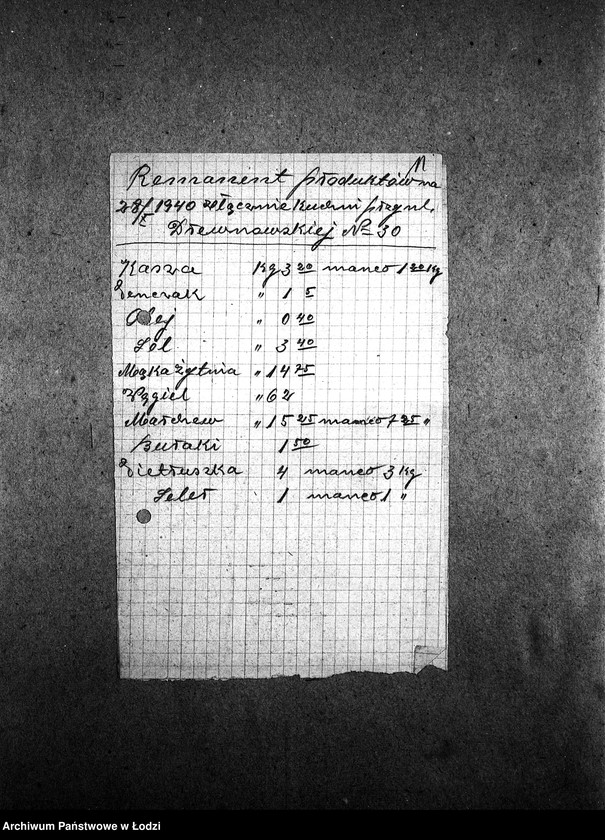 Remanent produktów na
28/X 1940 włącznie kuchni przy ul.
Drewnowskiej № 30
Kasza Kg 3 20 manco 1 20 kg
Pencrak " 1 5
Olej " 0 40
Sól " 3 40
Mąka żytnia " 14 75
Węgiel " 62
Marchew " 15 25 manco 7 25 "
Buraki 1 50
Pietruszka 4 manco 3 kg
Seler 1 manco 1 "
Archiwum Państwowe w Łodzi